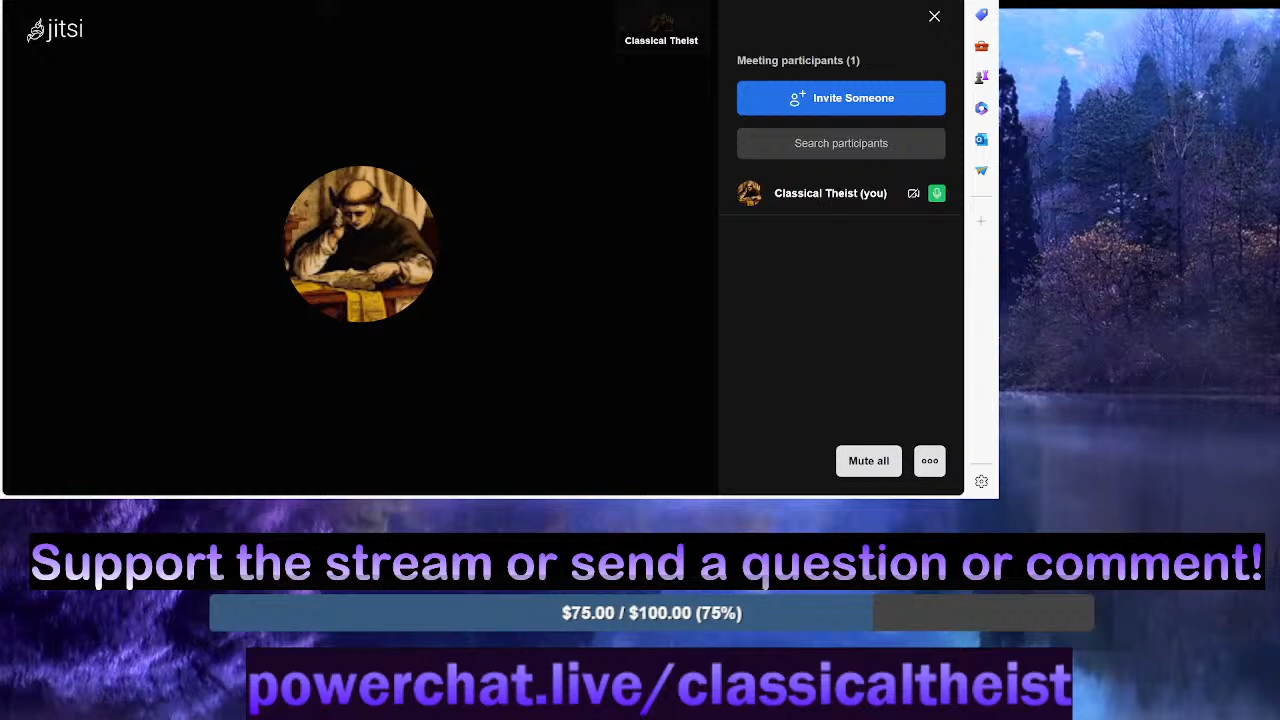 jitsi
Classical Theist
Meeting participants (1)
Invite Someone
Search participants
Classical Theist (you)
Mute all
Support the stream or send a question or comment!
$75.00 / $100.00 (75%)
powerchat.live/classicaltheist